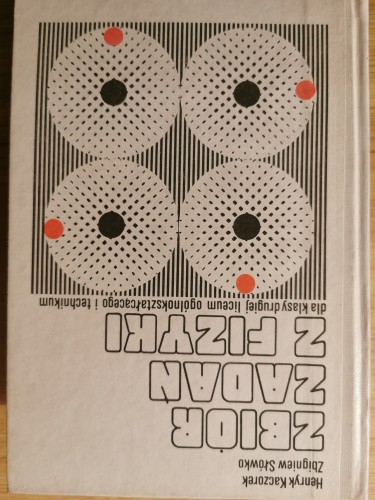 Henryk Kaczorek
Zbigniew Słówko
ZBIÓR
ZADAŃ
Z FIZYKI
dla klasy drugiej liceum ogólnokształcącego i technikum